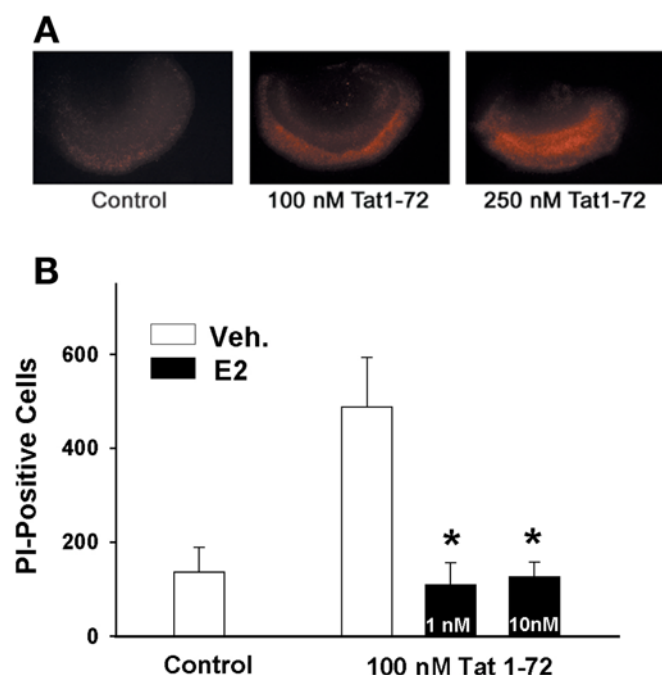 A
Control
100 nM Tat1-72
250 nM Tat1-72
B
Veh.
E2
PI-Positive Cells
600
400
200
0
*
*
1 nM
10nM
Control
100 nM Tat 1-72